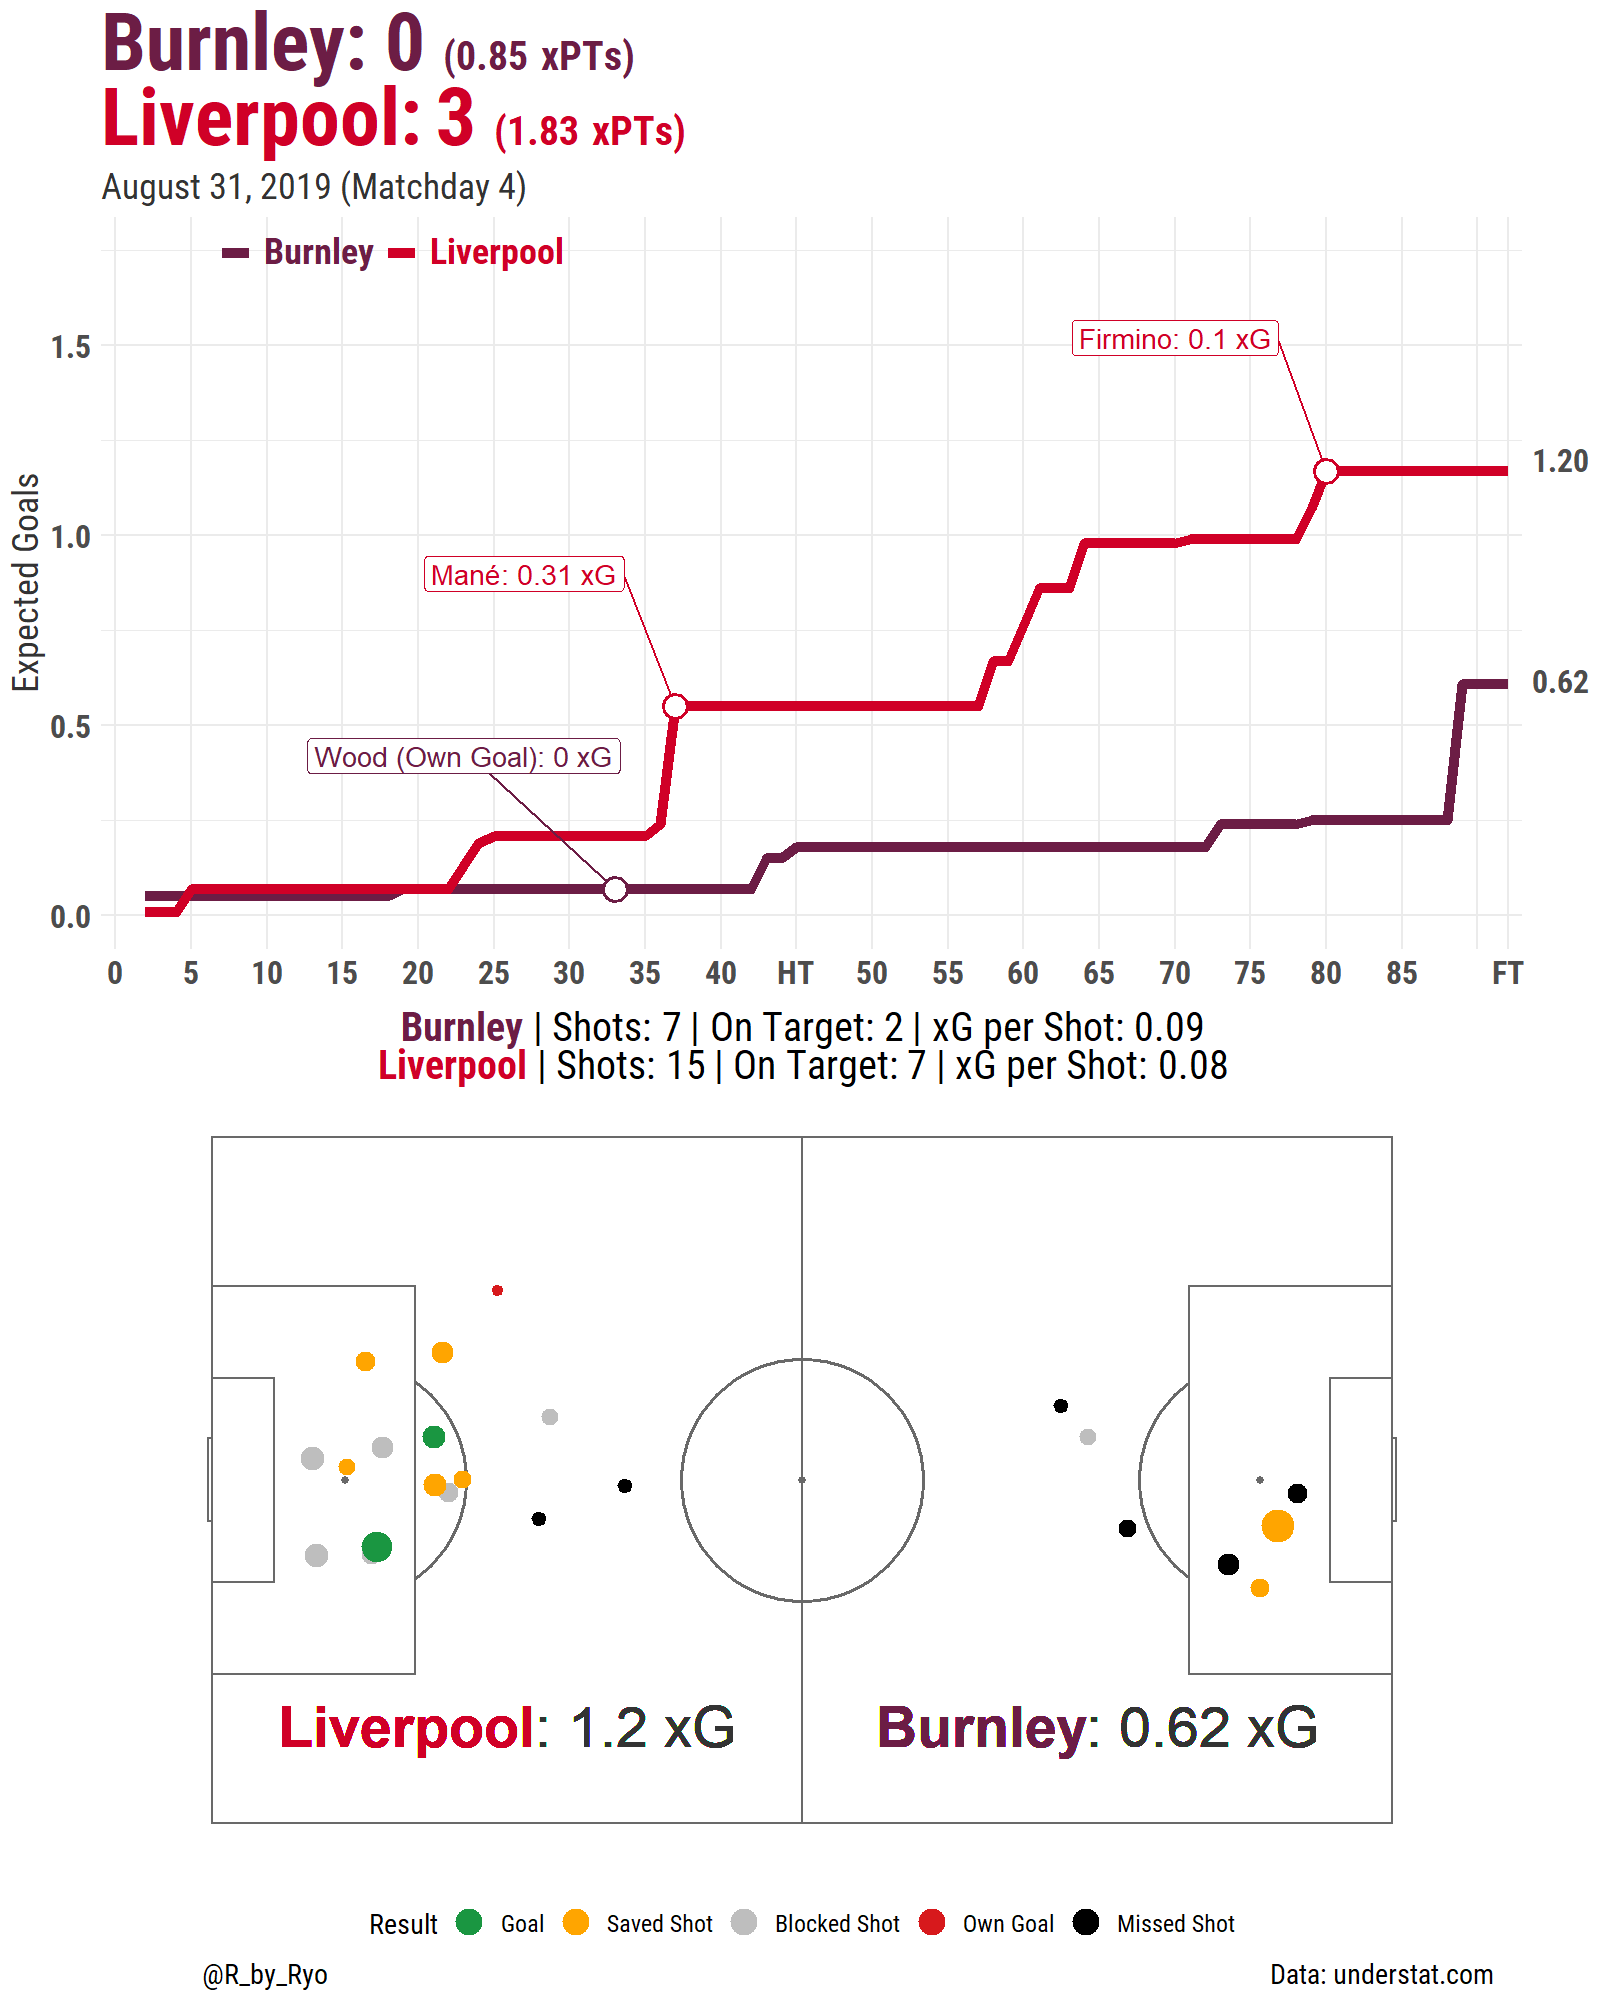 Burnley: 0 (0.85 xPTs)
Liverpool: 3 (1.83 xPTs)
August 31, 2019 (Matchday 4)
Burnley Liverpool
Expected Goals
1.5
1.0
0.5
0.0
Firmino: 0.1 xG
Mané: 0.31 xG
Wood (Own Goal): 0 xG
1.20
0.62
0 5 10 15 20 25 30 35 40 HT 50 55 60 65 70 75 80 85 FT
Burnley | Shots: 7 | On Target: 2 | xG per Shot: 0.09
Liverpool | Shots: 15 | On Target: 7 | xG per Shot: 0.08
Liverpool: 1.2 xG
Burnley: 0.62 xG
Result Goal Saved Shot Blocked Shot Own Goal Missed Shot
@R_by_Ryo
Data: understat.com